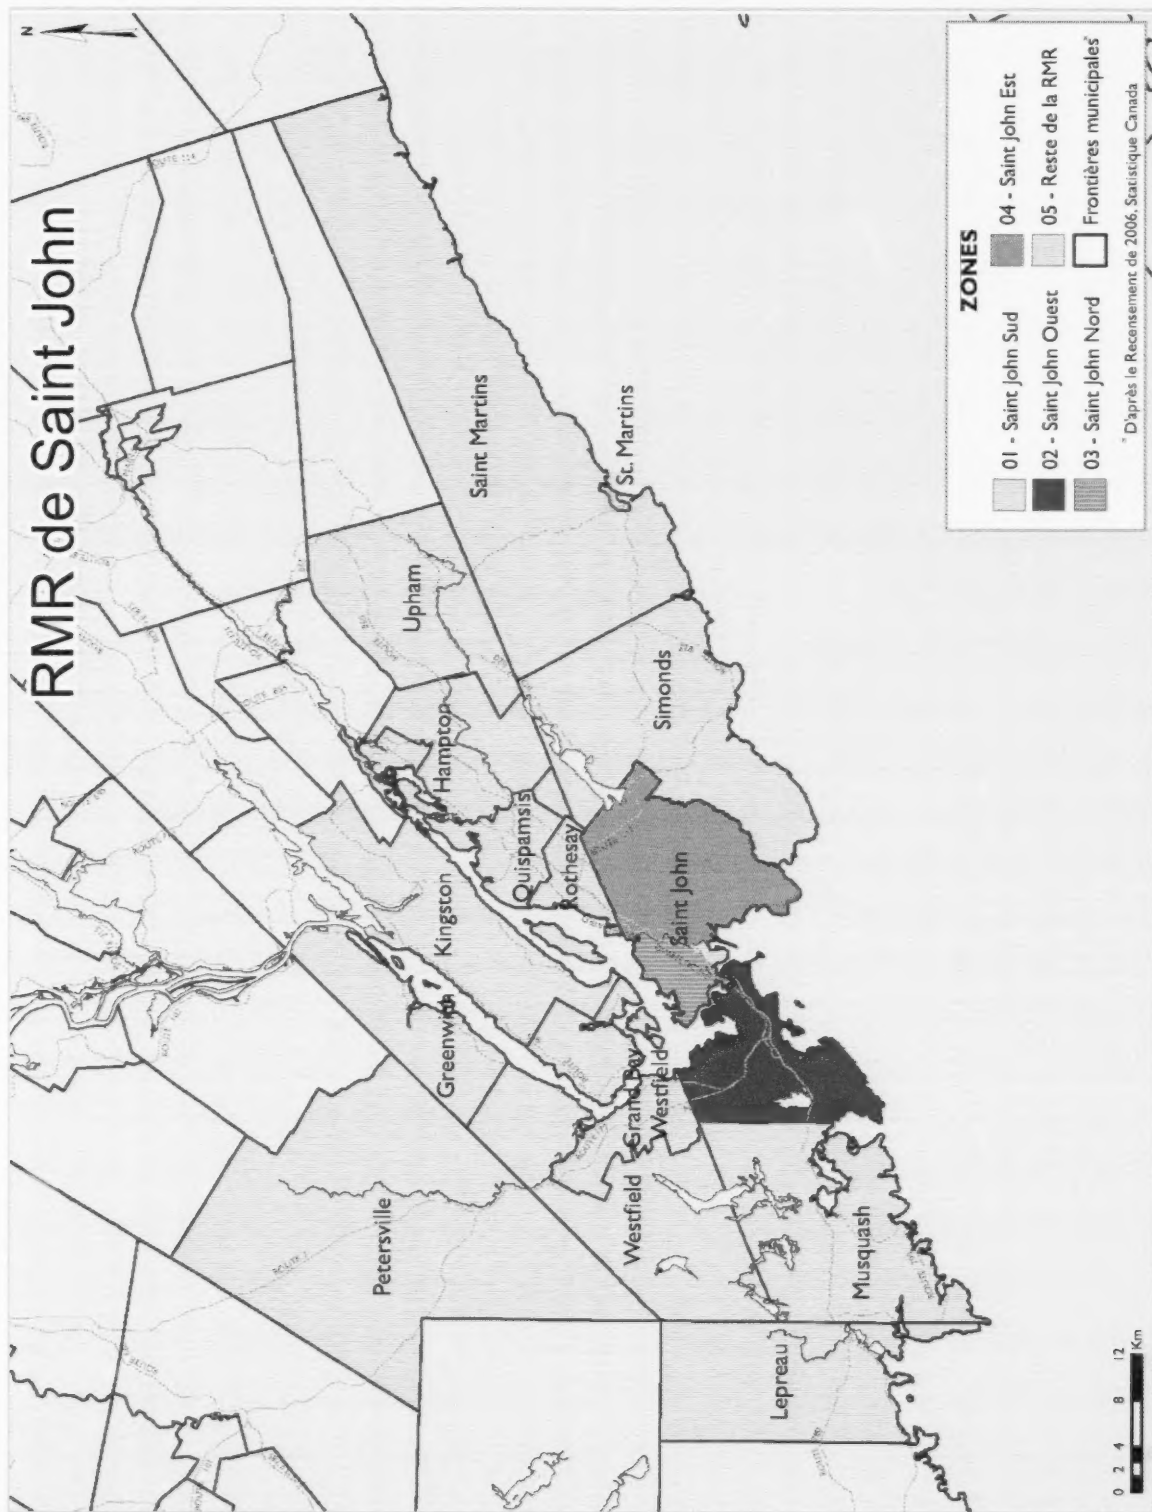 RMR de Saint John
N
Petersville
Greenwich
Kingston
Hampton
Upham
Saint Martins
St. Martins
Quispamsis
Rothesay
Simonds
Saint John
Grand Bay
Westfield
Westfield
Musquash
Lepreau
ROUTE 114
0 2 4 8 12
Km
ZONES
01 - Saint John Sud
02 - Saint John Ouest
03 - Saint John Nord
04 - Saint John Est
05 - Reste de la RMR
Frontières municipales*
* D'après le Recensement de 2006, Statistique Canada